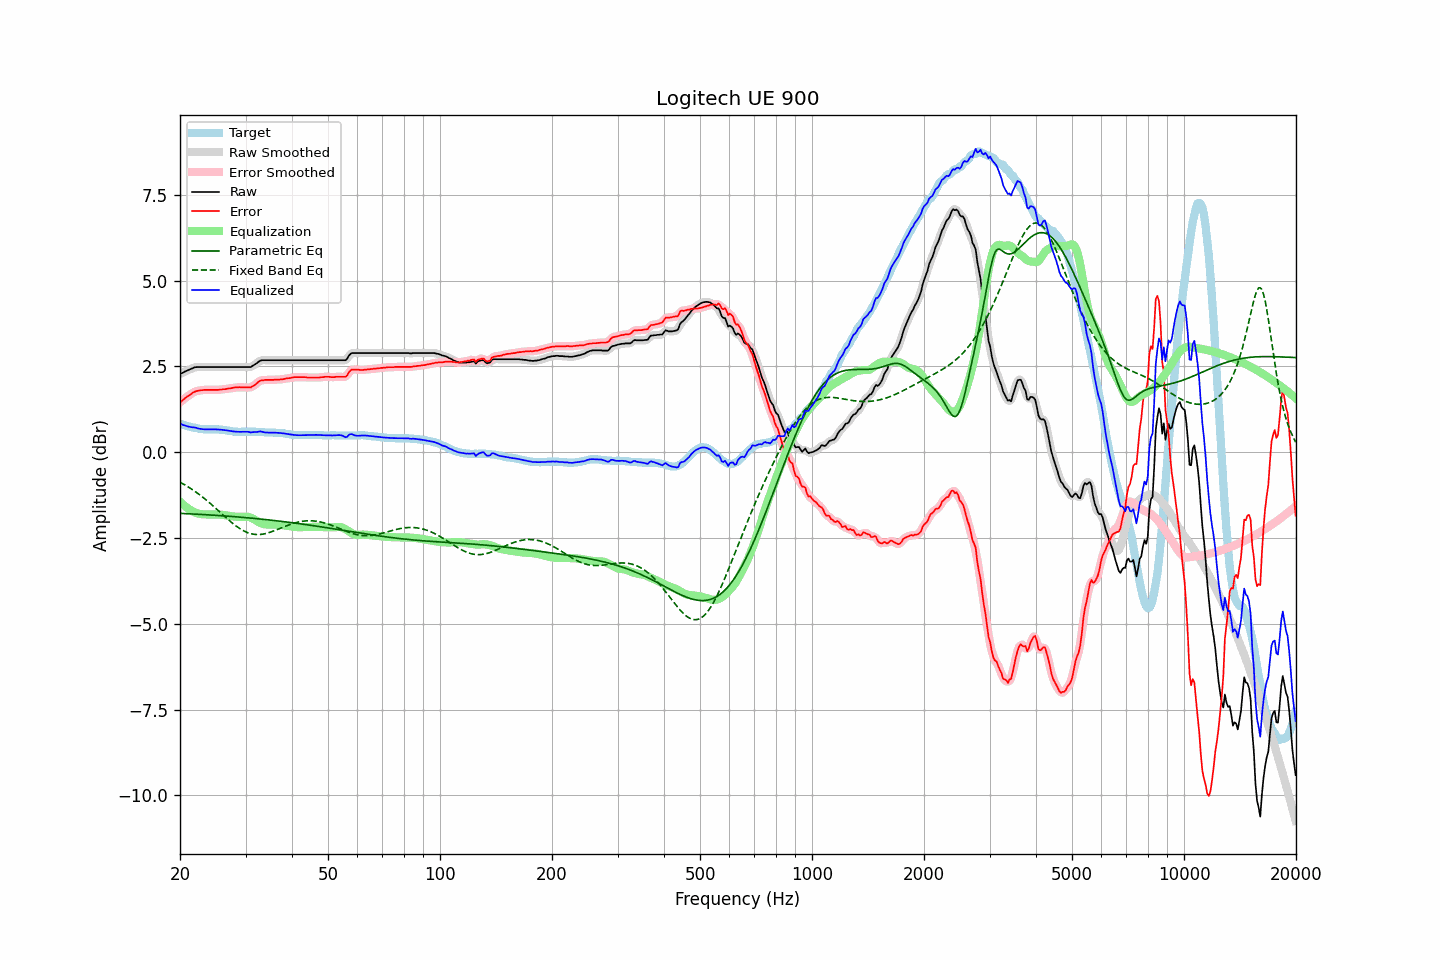 Logitech UE 900
Target
Raw Smoothed
Error Smoothed
Raw
Error
Equalization
Parametric Eq
Fixed Band Eq
Equalized
7.5
5.0
2.5
0.0
−2.5
−5.0
−7.5
−10.0
Amplitude (dBr)
20 50 100 200 500 1000 2000 5000 10000 20000
Frequency (Hz)